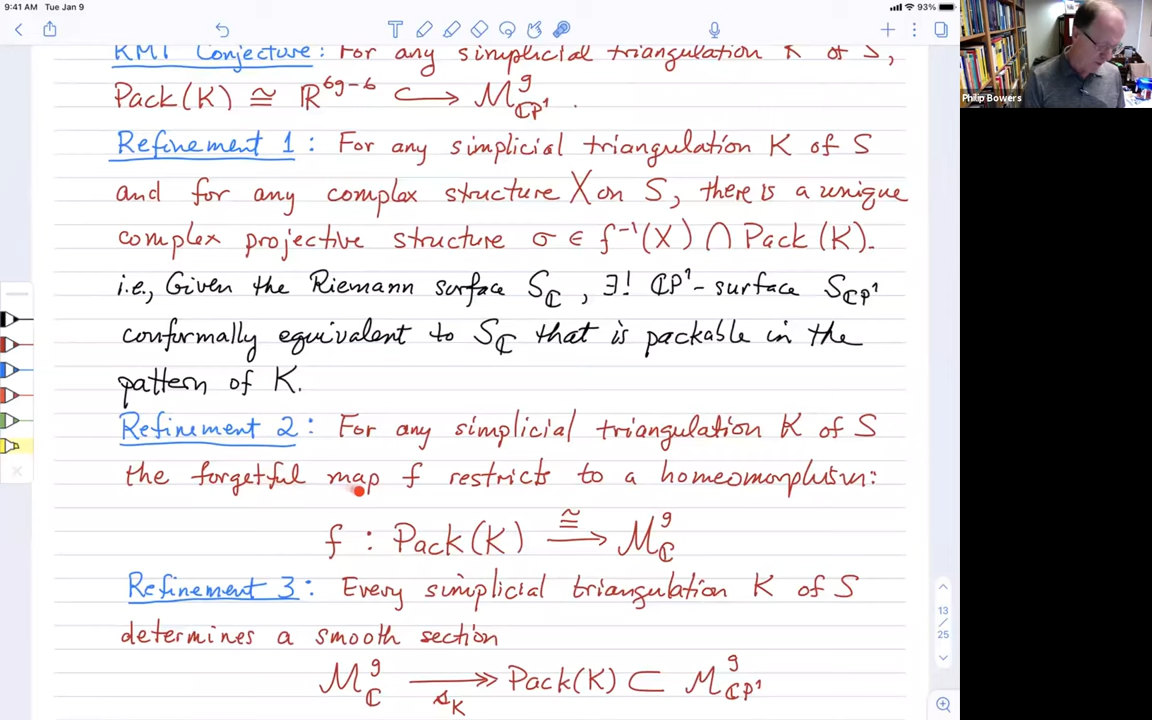 9:41 AM Tue Jan 9
93%
KMT Conjecture: For any simplicial triangulation K of S,
Pack(K) ≅ ℝ^{6g-6} ↪ M^g_{ℂP¹} .
Refinement 1: For any simplicial triangulation K of S
and for any complex structure X on S, there is a unique
complex projective structure σ ∈ f⁻¹(X) ∩ Pack(K).
i.e., Given the Riemann surface S_ℂ, ∃! ℂP¹-surface S_{ℂP¹}
conformally equivalent to S_ℂ that is packable in the
pattern of K.
Refinement 2: For any simplicial triangulation K of S
the forgetful map f restricts to a homeomorphism:
f : Pack(K) ≅⟶ M^g_ℂ
Refinement 3: Every simplicial triangulation K of S
determines a smooth section
M^g_ℂ ↠_{s_K} Pack(K) ⊂ M^g_{ℂP¹}
Philip Bowers
13
/
25